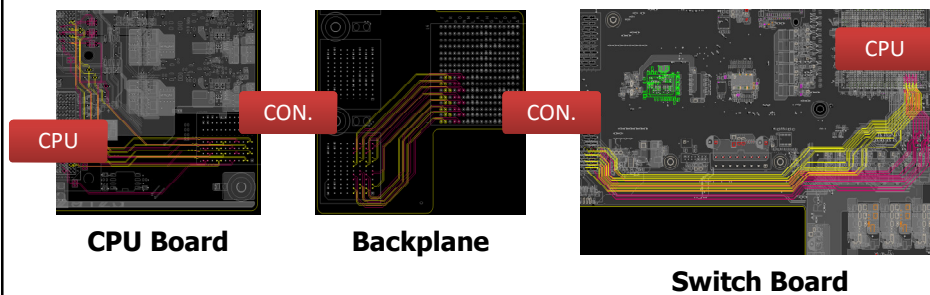 CPU
CON.
CON.
CPU
CPU Board
Backplane
Switch Board